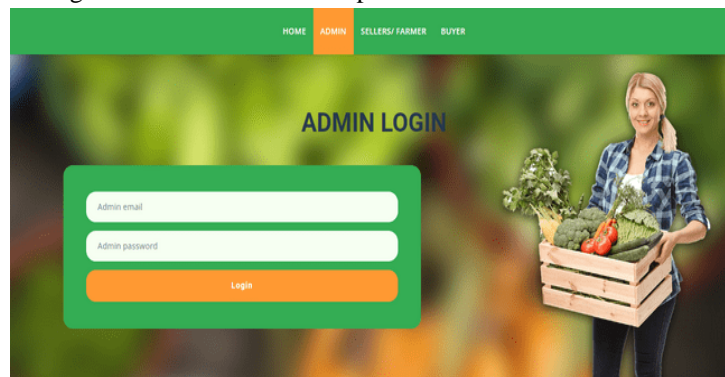 HOME ADMIN SELLERS/ FARMER BUYER
ADMIN LOGIN
Admin email
Admin password
Login